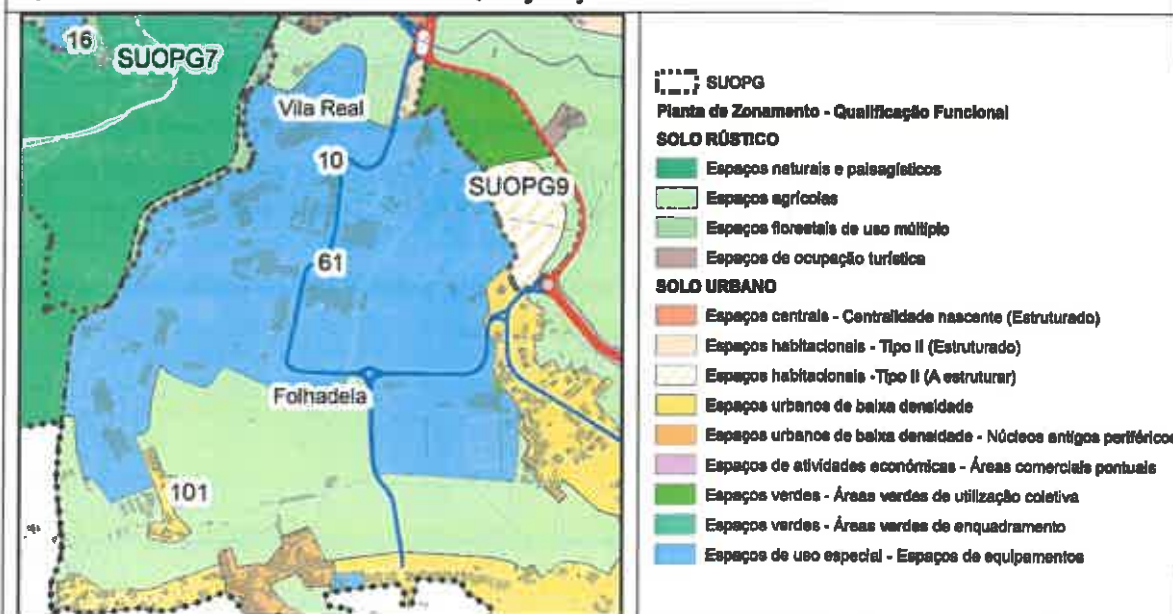 16
SUOPG7
Vila Real
10
SUOPG9
61
Folhadela
101
SUOPG
Planta de Zonamento - Qualificação Funcional
SOLO RÚSTICO
Espaços naturais e paisagísticos
Espaços agrícolas
Espaços florestais de uso múltiplo
Espaços de ocupação turística
SOLO URBANO
Espaços centrais - Centralidade nascente (Estruturado)
Espaços habitacionais - Tipo II (Estruturado)
Espaços habitacionais -Tipo II (A estruturar)
Espaços urbanos de baixa densidade
Espaços urbanos de baixa densidade - Núcleos antigos periféricos
Espaços de atividades económicas - Áreas comerciais pontuais
Espaços verdes - Áreas verdes de utilização coletiva
Espaços verdes - Áreas verdes de enquadramento
Espaços de uso especial - Espaços de equipamentos